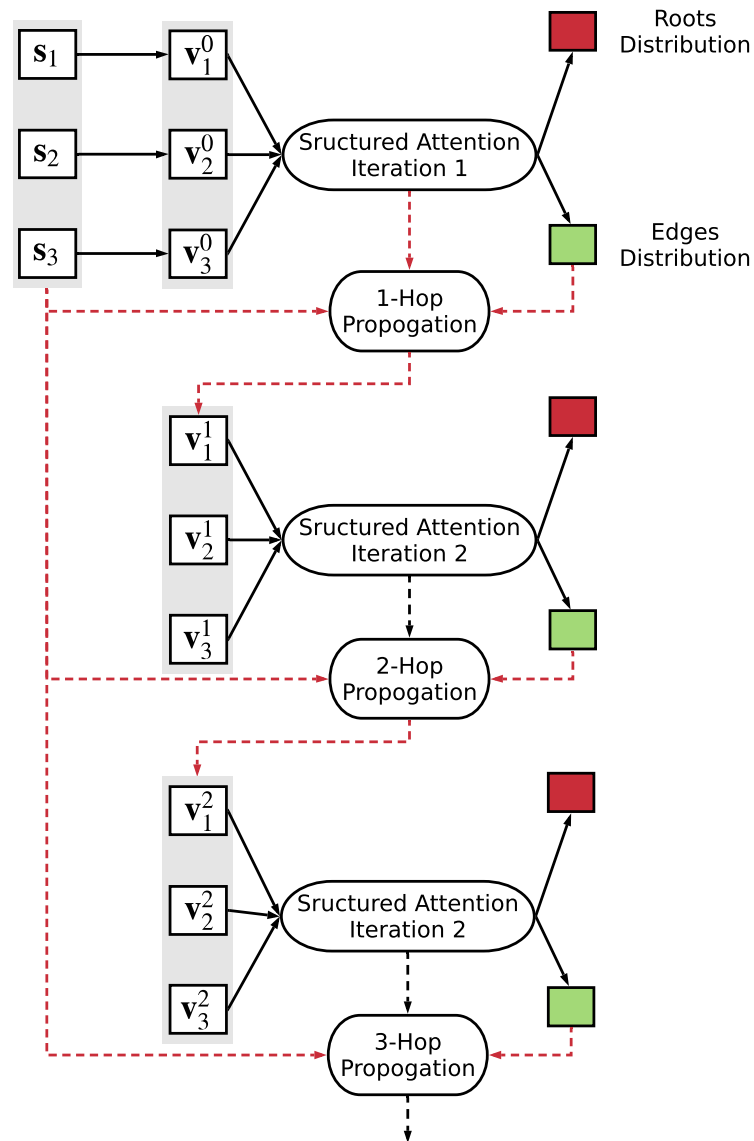 s1
v1^0
Roots
Distribution
s2
v2^0
Sructured Attention
Iteration 1
s3
v3^0
Edges
Distribution
1-Hop
Propogation
v1^1
v2^1
Sructured Attention
Iteration 2
v3^1
2-Hop
Propogation
v1^2
v2^2
Sructured Attention
Iteration 2
v3^2
3-Hop
Propogation